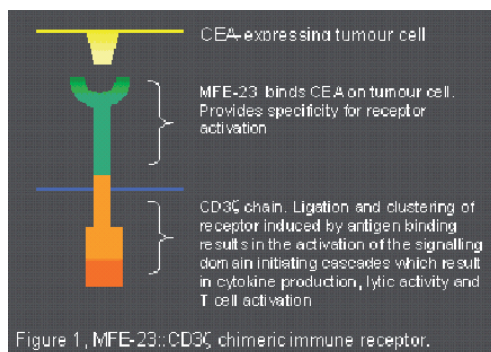 CEA-expressing tumour cell
MFE-23 binds CEA on tumour cell.
Provides specificity for receptor
activation
CD3ζ chain. Ligation and clustering of
receptor induced by antigen binding
results in the activation of the signalling
domain initiating cascades which result
in cytokine production, lytic activity and
T cell activation
Figure 1, MFE-23::CD3ζ chimeric immune receptor.